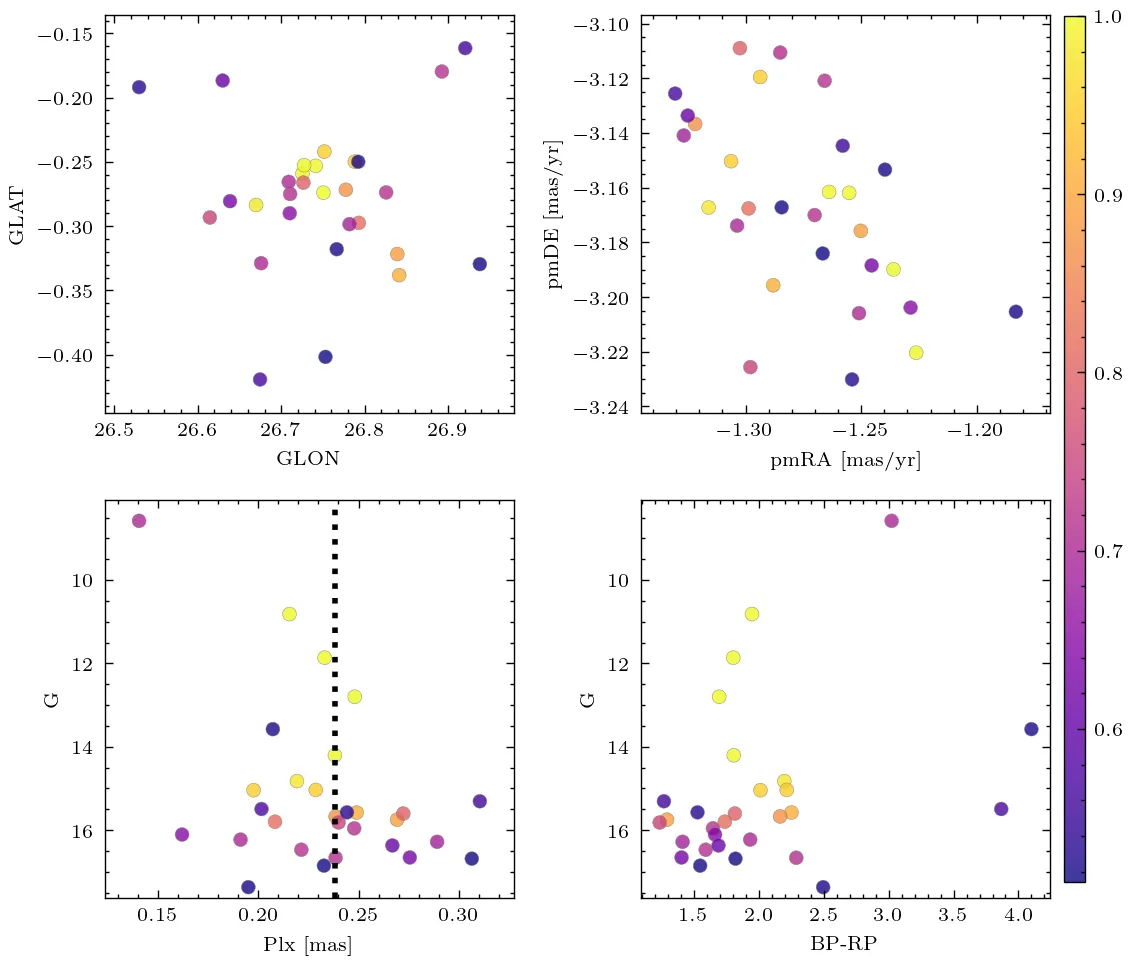 −0.15
−0.20
−0.25
−0.30
−0.35
−0.40
GLAT
26.5 26.6 26.7 26.8 26.9
GLON
−3.10
−3.12
−3.14
−3.16
−3.18
−3.20
−3.22
−3.24
pmDE [mas/yr]
−1.30 −1.25 −1.20
pmRA [mas/yr]
1.0
0.9
0.8
0.7
0.6
10
12
14
16
G
0.15 0.20 0.25 0.30
Plx [mas]
10
12
14
16
G
1.5 2.0 2.5 3.0 3.5 4.0
BP-RP